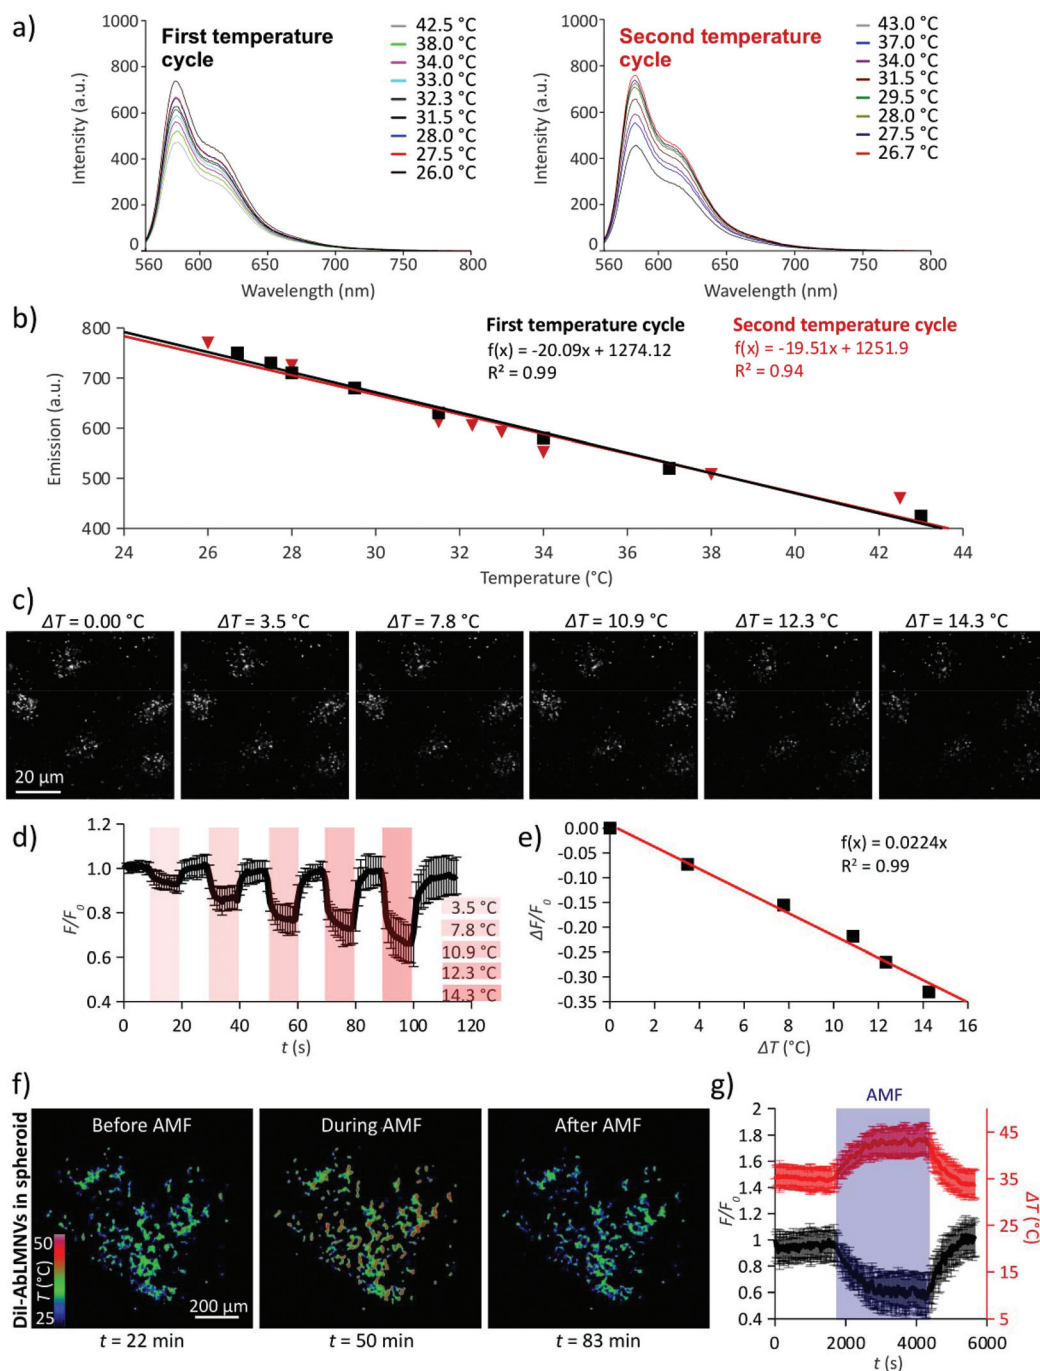 a)
First temperature
cycle
Intensity (a.u.)
1000
800
600
400
200
0
560
600
650
700
750
800
Wavelength (nm)
42.5 °C
38.0 °C
34.0 °C
33.0 °C
32.3 °C
31.5 °C
28.0 °C
27.5 °C
26.0 °C
Second temperature
cycle
Intensity (a.u.)
1000
800
600
400
200
0
560
600
650
700
750
800
Wavelength (nm)
43.0 °C
37.0 °C
34.0 °C
31.5 °C
29.5 °C
28.0 °C
27.5 °C
26.7 °C
b)
First temperature cycle
f(x) = -20.09x + 1274.12
R² = 0.99
Second temperature cycle
f(x) = -19.51x + 1251.9
R² = 0.94
Emission (a.u.)
800
700
600
500
400
24
26
28
30
32
34
36
38
40
42
44
Temperature (°C)
c)
ΔT = 0.00 °C
ΔT = 3.5 °C
ΔT = 7.8 °C
ΔT = 10.9 °C
ΔT = 12.3 °C
ΔT = 14.3 °C
20 µm
d)
F/F₀
1.2
1.0
0.8
0.6
0.4
0
20
40
60
80
100
120
t (s)
3.5 °C
7.8 °C
10.9 °C
12.3 °C
14.3 °C
e)
f(x) = 0.0224x
R² = 0.99
ΔF/F₀
0.00
-0.05
-0.10
-0.15
-0.20
-0.25
-0.30
-0.35
0
2
4
6
8
10
12
14
16
ΔT (°C)
f)
DiI-AbLMNVs in spheroid
Before AMF
During AMF
After AMF
50
T (°C)
25
200 µm
t = 22 min
t = 50 min
t = 83 min
g)
AMF
F/F₀
2
1.8
1.6
1.4
1.2
1
0.8
0.6
0.4
0
2000
4000
6000
t (s)
45
35
25
15
5
ΔT (°C)